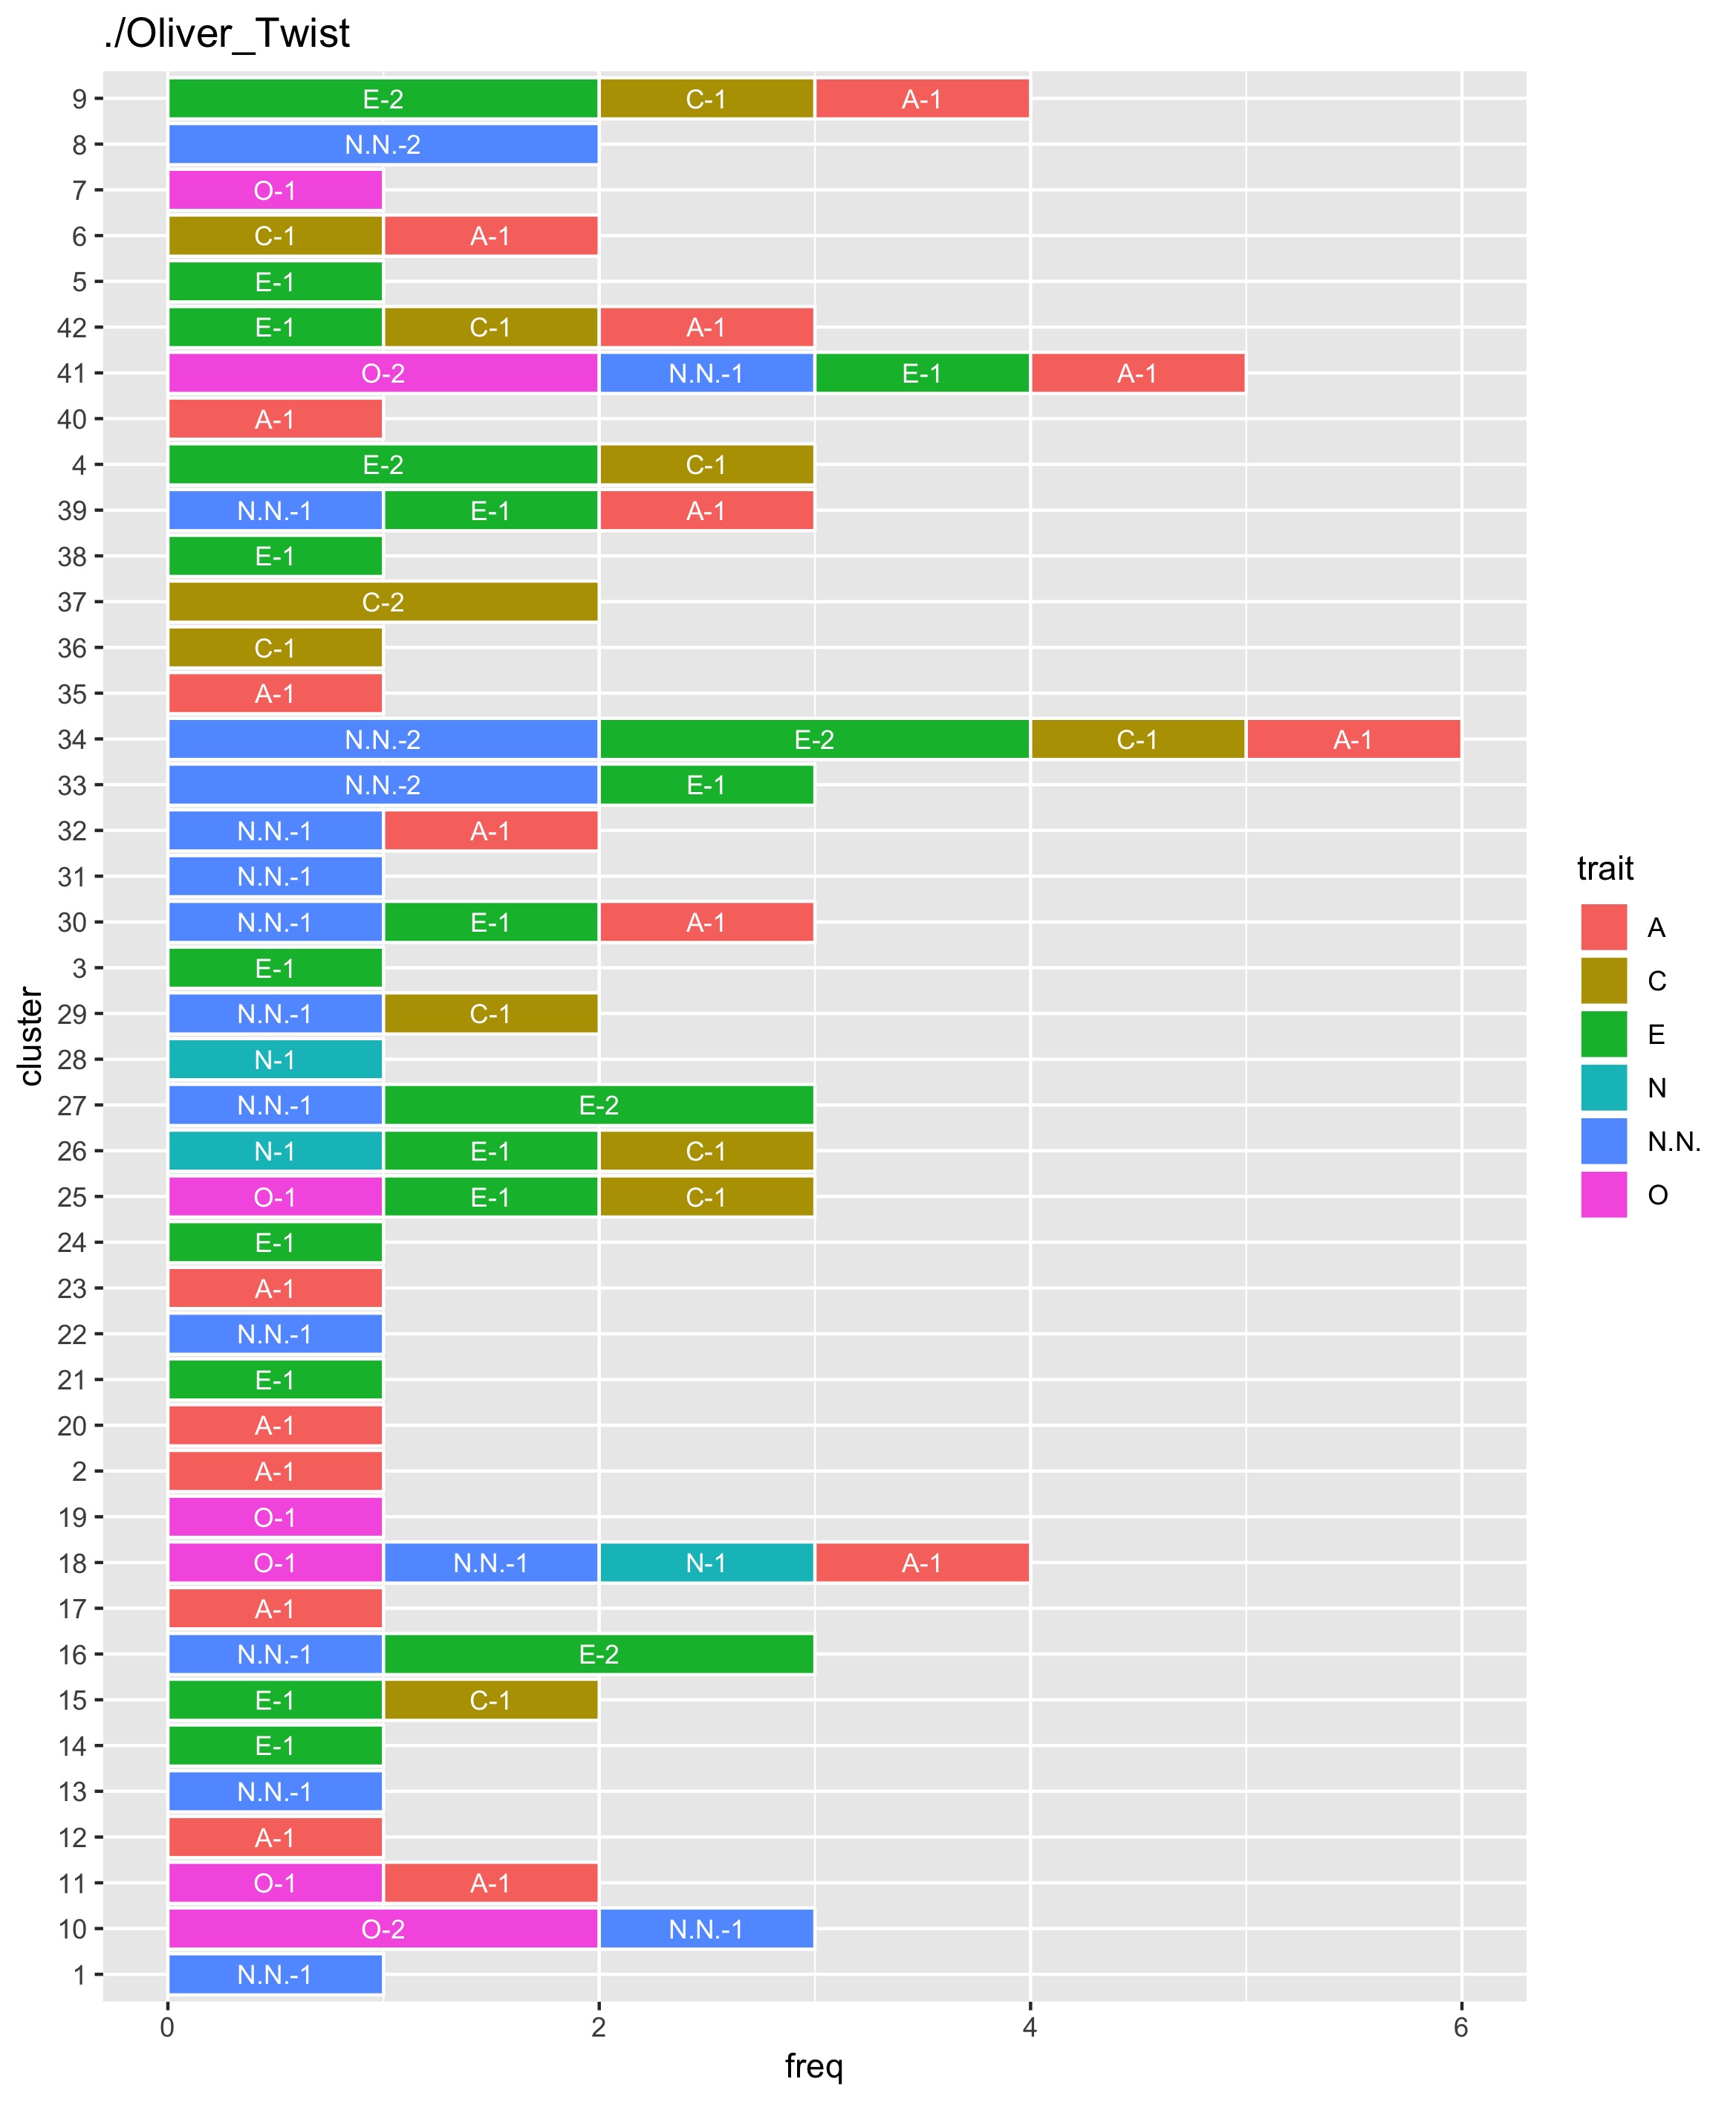 ./Oliver_Twist
9 E-2 C-1 A-1
8 N.N.-2
7 O-1
6 C-1 A-1
5 E-1
42 E-1 C-1 A-1
41 O-2 N.N.-1 E-1 A-1
40 A-1
4 E-2 C-1
39 N.N.-1 E-1 A-1
38 E-1
37 C-2
36 C-1
35 A-1
34 N.N.-2 E-2 C-1 A-1
33 N.N.-2 E-1
32 N.N.-1 A-1
31 N.N.-1
30 N.N.-1 E-1 A-1
3 E-1
29 N.N.-1 C-1
28 N-1
27 N.N.-1 E-2
26 N-1 E-1 C-1
25 O-1 E-1 C-1
24 E-1
23 A-1
22 N.N.-1
21 E-1
20 A-1
2 A-1
19 O-1
18 O-1 N.N.-1 N-1 A-1
17 A-1
16 N.N.-1 E-2
15 E-1 C-1
14 E-1
13 N.N.-1
12 A-1
11 O-1 A-1
10 O-2 N.N.-1
1 N.N.-1
0 2 4 6
freq
cluster
trait
A
C
E
N
N.N.
O